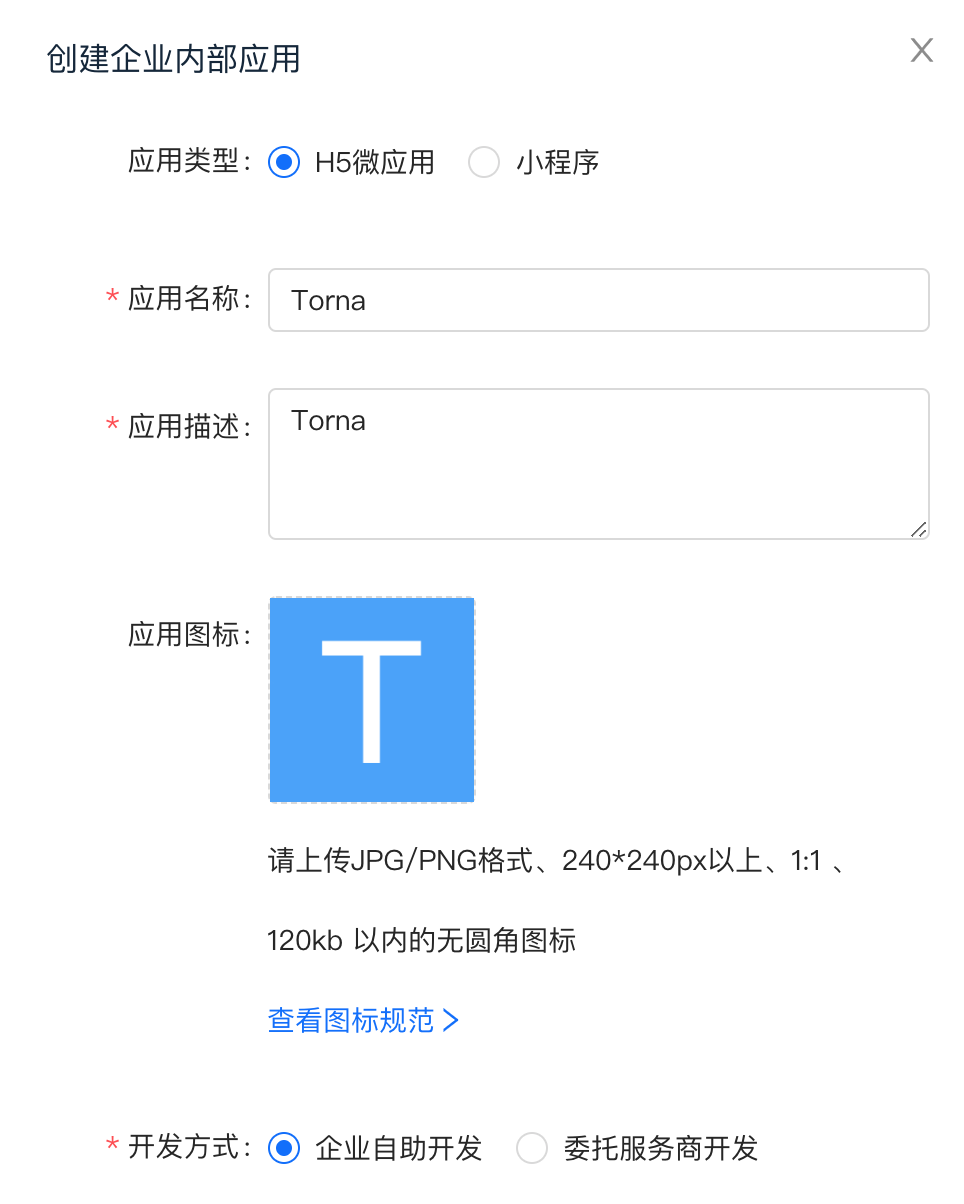 创建企业内部应用
X
应用类型: H5微应用 小程序
* 应用名称: Torna
* 应用描述: Torna
应用图标:
T
请上传JPG/PNG格式、240*240px以上、1:1 、
120kb 以内的无圆角图标
查看图标规范 >
* 开发方式: 企业自助开发 委托服务商开发